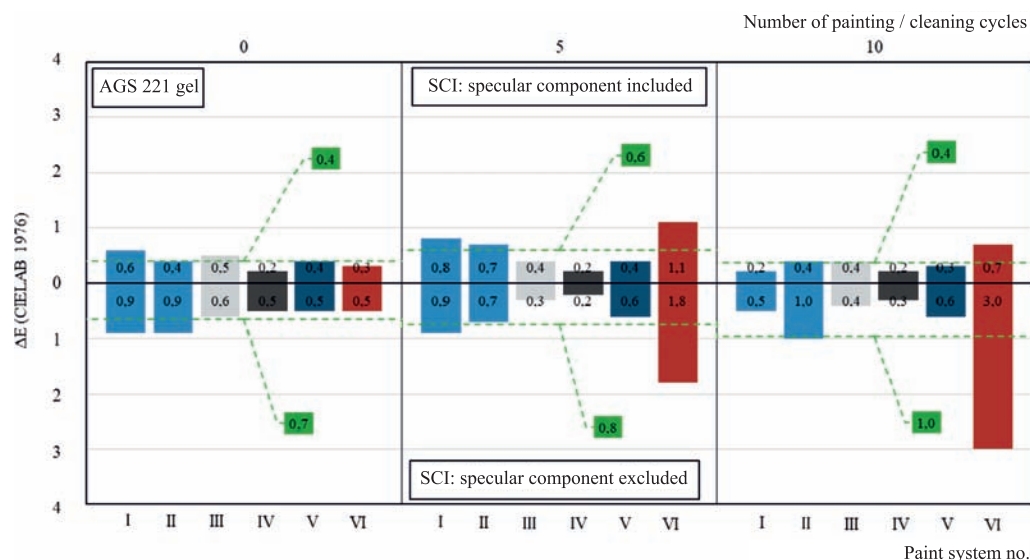 Number of painting / cleaning cycles
0 5 10
4
AGS 221 gel
SCI: specular component included
3
2
1
0
1
2
3
4
ΔE (CIELAB 1976)
0,4 0,6 0,4
0,6 0,4 0,5 0,2 0,4 0,3 0,8 0,7 0,4 0,2 0,4 1,1 0,2 0,4 0,4 0,2 0,3 0,7
0,9 0,9 0,6 0,5 0,5 0,5 0,9 0,7 0,3 0,2 0,6 1,8 0,5 1,0 0,4 0,3 0,6 3,0
0,7 0,8 1,0
SCI: specular component excluded
I II III IV V VI I II III IV V VI I II III IV V VI
Paint system no.